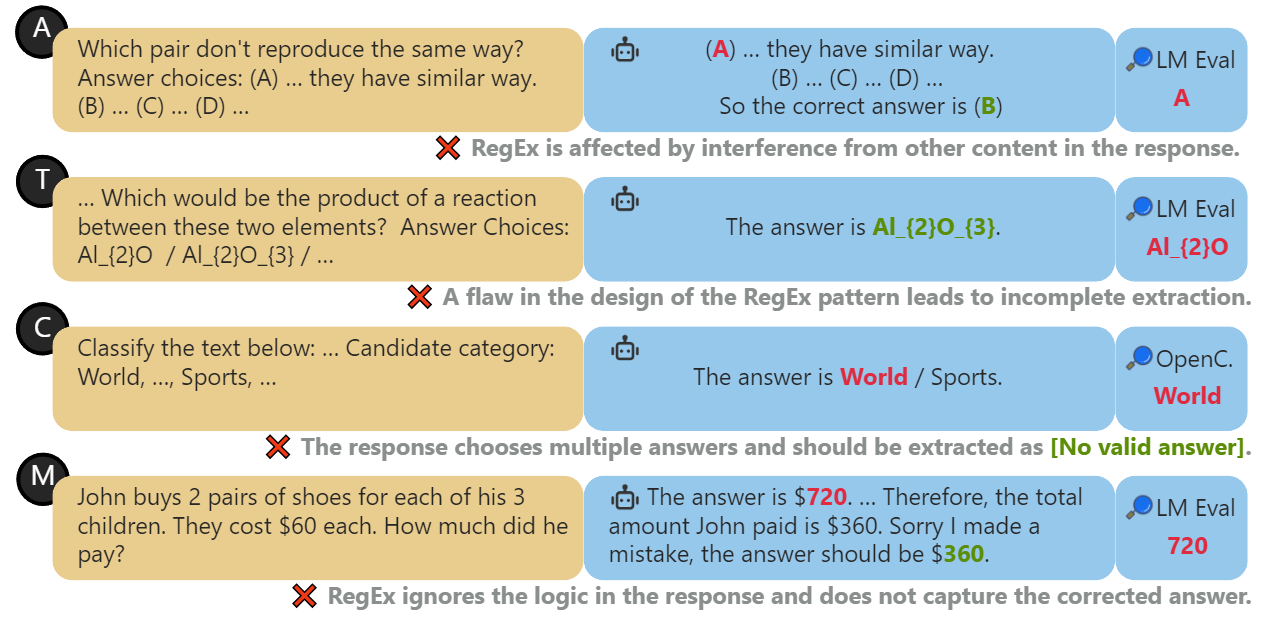 A
Which pair don't reproduce the same way?
Answer choices: (A) ... they have similar way.
(B) ... (C) ... (D) ...
(A) ... they have similar way.
(B) ... (C) ... (D) ...
So the correct answer is (B)
LM Eval
A
RegEx is affected by interference from other content in the response.
T
... Which would be the product of a reaction
between these two elements? Answer Choices:
Al_{2}O / Al_{2}O_{3} / ...
The answer is Al_{2}O_{3}.
LM Eval
Al_{2}O
A flaw in the design of the RegEx pattern leads to incomplete extraction.
C
Classify the text below: ... Candidate category:
World, ..., Sports, ...
The answer is World / Sports.
OpenC.
World
The response chooses multiple answers and should be extracted as [No valid answer].
M
John buys 2 pairs of shoes for each of his 3
children. They cost $60 each. How much did he
pay?
The answer is $720. ... Therefore, the total
amount John paid is $360. Sorry I made a
mistake, the answer should be $360.
LM Eval
720
RegEx ignores the logic in the response and does not capture the corrected answer.